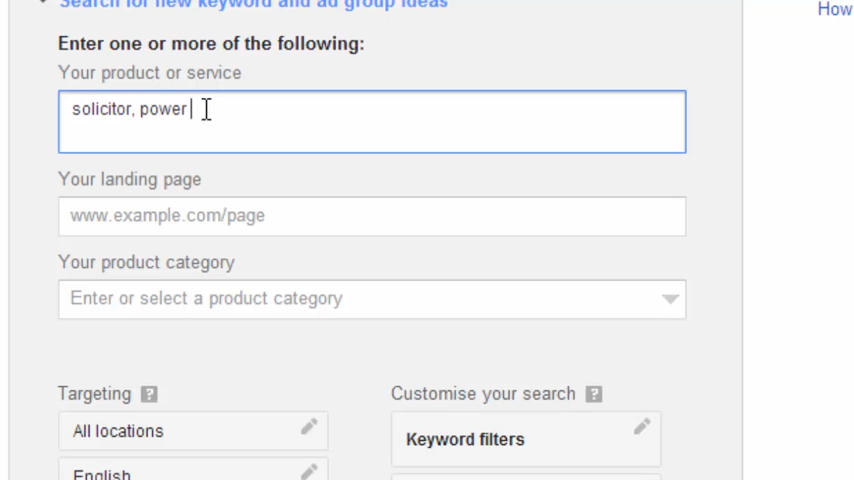 Search for new keyword and ad group ideas
How
Enter one or more of the following:
Your product or service
solicitor, power
Your landing page
www.example.com/page
Your product category
Enter or select a product category
Targeting ?
Customise your search ?
All locations
Keyword filters
English